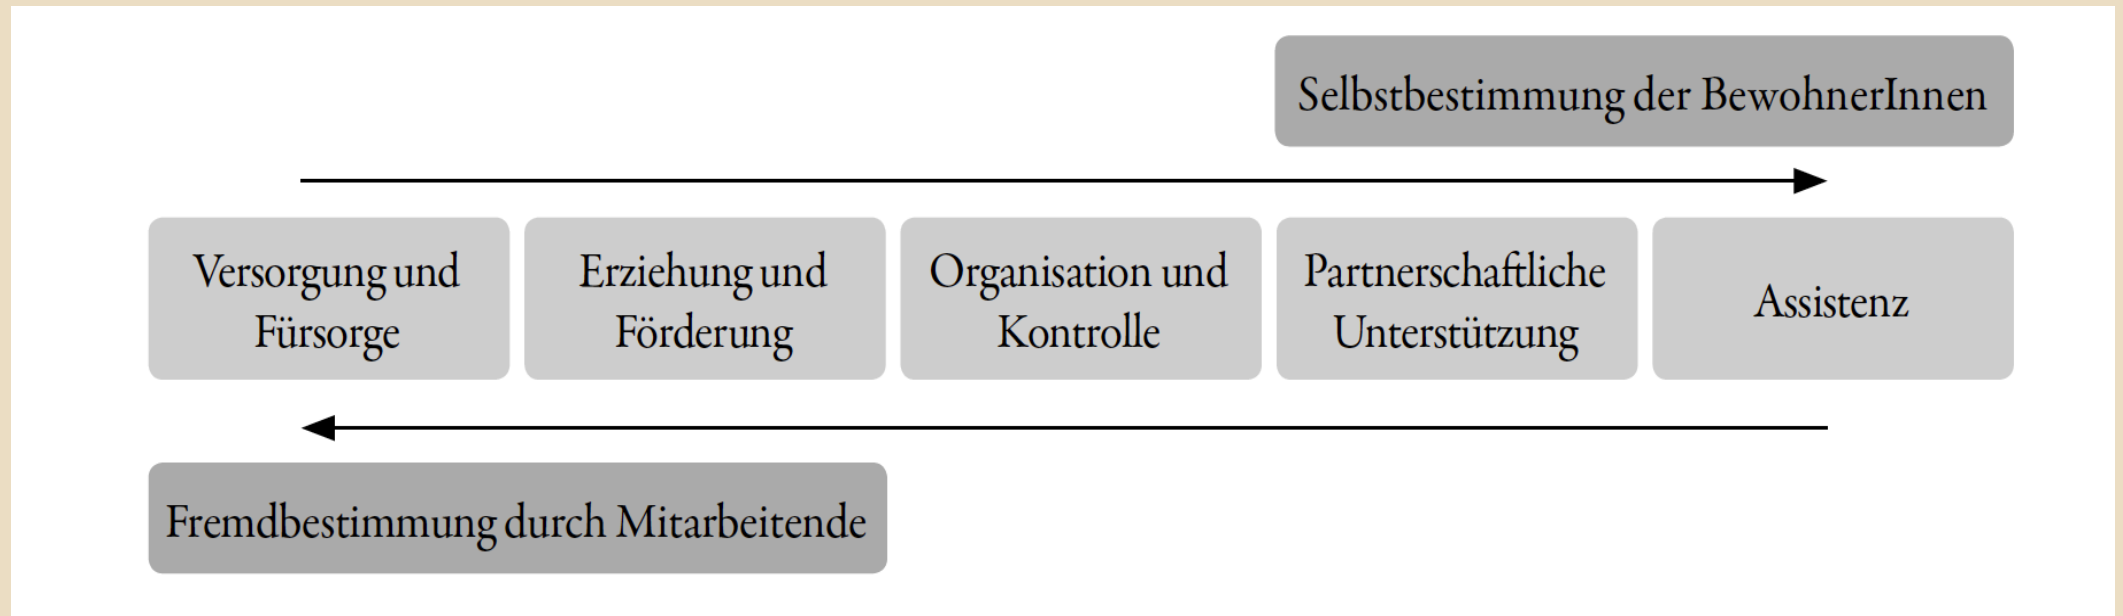 Selbstbestimmung der BewohnerInnen
Versorgung und
Fürsorge
Erziehung und
Förderung
Organisation und
Kontrolle
Partnerschaftliche
Unterstützung
Assistenz
Fremdbestimmung durch Mitarbeitende